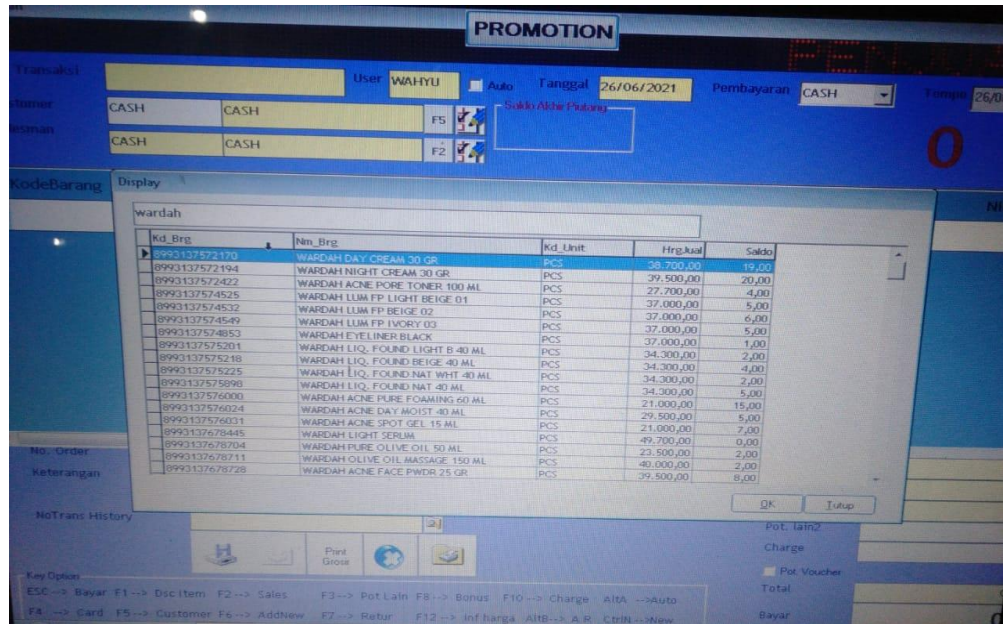 PROMOTION
Transaksi User WAHYU Auto Tanggal 26/06/2021 Pembayaran CASH Tempo 26/0
CASH CASH F5 Saldo Akhir Piutang
CASH CASH F2 0
KodeBarang Display
wardah
Kd_Brg Nm_Brg Kd_Unit HrgJual Saldo
8993137572170 WARDAH DAY CREAM 30 GR PCS 38.700,00 19,00
8993137572194 WARDAH NIGHT CREAM 30 GR PCS 39.500,00 20,00
8993137572422 WARDAH ACNE PORE TONER 100 ML PCS 27.700,00 4,00
8993137574525 WARDAH LUM FP LIGHT BEIGE 01 PCS 37.000,00 5,00
8993137574532 WARDAH LUM FP BEIGE 02 PCS 37.000,00 6,00
8993137574549 WARDAH LUM FP IVORY 03 PCS 37.000,00 5,00
8993137574853 WARDAH EYELINER BLACK PCS 37.000,00 1,00
8993137575201 WARDAH LIQ. FOUND LIGHT B 40 ML PCS 34.300,00 2,00
8993137575218 WARDAH LIQ. FOUND BEIGE 40 ML PCS 34.300,00 4,00
8993137575225 WARDAH LIQ. FOUND NAT WHT 40 ML PCS 34.300,00 2,00
8993137575898 WARDAH LIQ. FOUND NAT 40 ML PCS 34.300,00 5,00
8993137576000 WARDAH ACNE PURE FOAMING 60 ML PCS 21.000,00 15,00
8993137576024 WARDAH ACNE DAY MOIST 40 ML PCS 29.500,00 5,00
8993137576031 WARDAH ACNE SPOT GEL 15 ML PCS 21.000,00 7,00
8993137678445 WARDAH LIGHT SERUM PCS 49.700,00 0,00
8993137678704 WARDAH PURE OLIVE OIL 50 ML PCS 23.500,00 2,00
8993137678711 WARDAH OLIVE OIL MASSAGE 150 ML PCS 40.000,00 2,00
8993137678728 WARDAH ACNE FACE PWDR 25 GR PCS 39.500,00 8,00
OK Tutup
No. Order
Keterangan
NoTrans History
Pot. lain2
Print Gross
Charge
Pot Voucher
Key Option
Total
ESC --> Bayar F1 --> Dsc Item F2 --> Sales F3--> Pot Lain F8--> Bonus F10 --> Charge AltA -->Auto
F4 --> Card F5--> Customer F6--> AddNew F7--> Retur F12--> Inf harga AltB--> A.R CtrlN -->New
Bayar